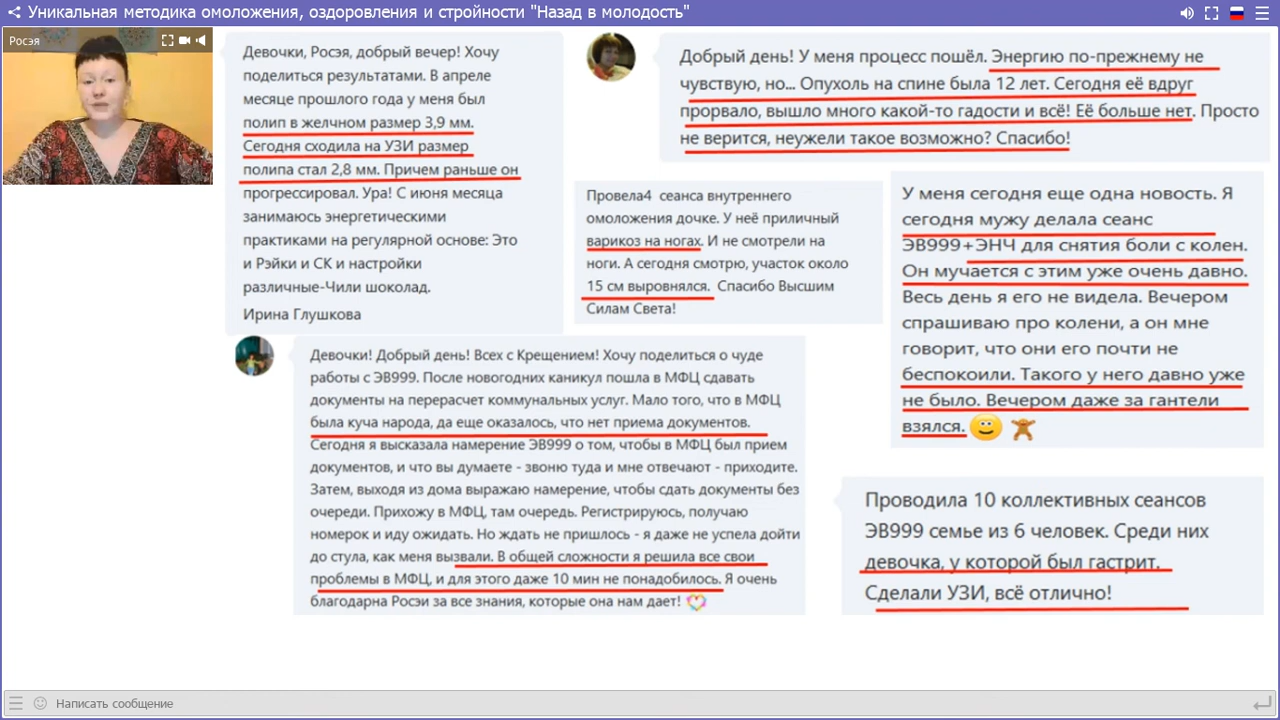 Уникальная методика омоложения, оздоровления и стройности "Назад в молодость"
Росэя
Девочки, Росэя, добрый вечер! Хочу
поделиться результатами. В апреле
месяце прошлого года у меня был
полип в желчном размер 3,9 мм.
Сегодня сходила на УЗИ размер
полипа стал 2,8 мм. Причем раньше он
прогрессировал. Ура! С июня месяца
занимаюсь энергетическими
практиками на регулярной основе: Это
и Рэйки и СК и настройки
различные-Чили шоколад.
Ирина Глушкова
Добрый день! У меня процесс пошёл. Энергию по-прежнему не
чувствую, но... Опухоль на спине была 12 лет. Сегодня её вдруг
прорвало, вышло много какой-то гадости и всё! Её больше нет. Просто
не верится, неужели такое возможно? Спасибо!
Провела4 сеанса внутреннего
омоложения дочке. У неё приличный
варикоз на ногах. И не смотрели на
ноги. А сегодня смотрю, участок около
15 см выровнялся. Спасибо Высшим
Силам Света!
У меня сегодня еще одна новость. Я
сегодня мужу делала сеанс
ЭВ999+ЭНЧ для снятия боли с колен.
Он мучается с этим уже очень давно.
Весь день я его не видела. Вечером
спрашиваю про колени, а он мне
говорит, что они его почти не
беспокоили. Такого у него давно уже
не было. Вечером даже за гантели
взялся.
Девочки! Добрый день! Всех с Крещением! Хочу поделиться о чуде
работы с ЭВ999. После новогодних каникул пошла в МФЦ сдавать
документы на перерасчет коммунальных услуг. Мало того, что в МФЦ
была куча народа, да еще оказалось, что нет приема документов.
Сегодня я высказала намерение ЭВ999 о том, чтобы в МФЦ был прием
документов, и что вы думаете - звоню туда и мне отвечают - приходите.
Затем, выходя из дома выражаю намерение, чтобы сдать документы без
очереди. Прихожу в МФЦ, там очередь. Регистрируюсь, получаю
номерок и иду ожидать. Но ждать не пришлось - я даже не успела дойти
до стула, как меня вызвали. В общей сложности я решила все свои
проблемы в МФЦ, и для этого даже 10 мин не понадобилось. Я очень
благодарна Росэи за все знания, которые она нам дает!
Проводила 10 коллективных сеансов
ЭВ999 семье из 6 человек. Среди них
девочка, у которой был гастрит.
Сделали УЗИ, всё отлично!
Написать сообщение